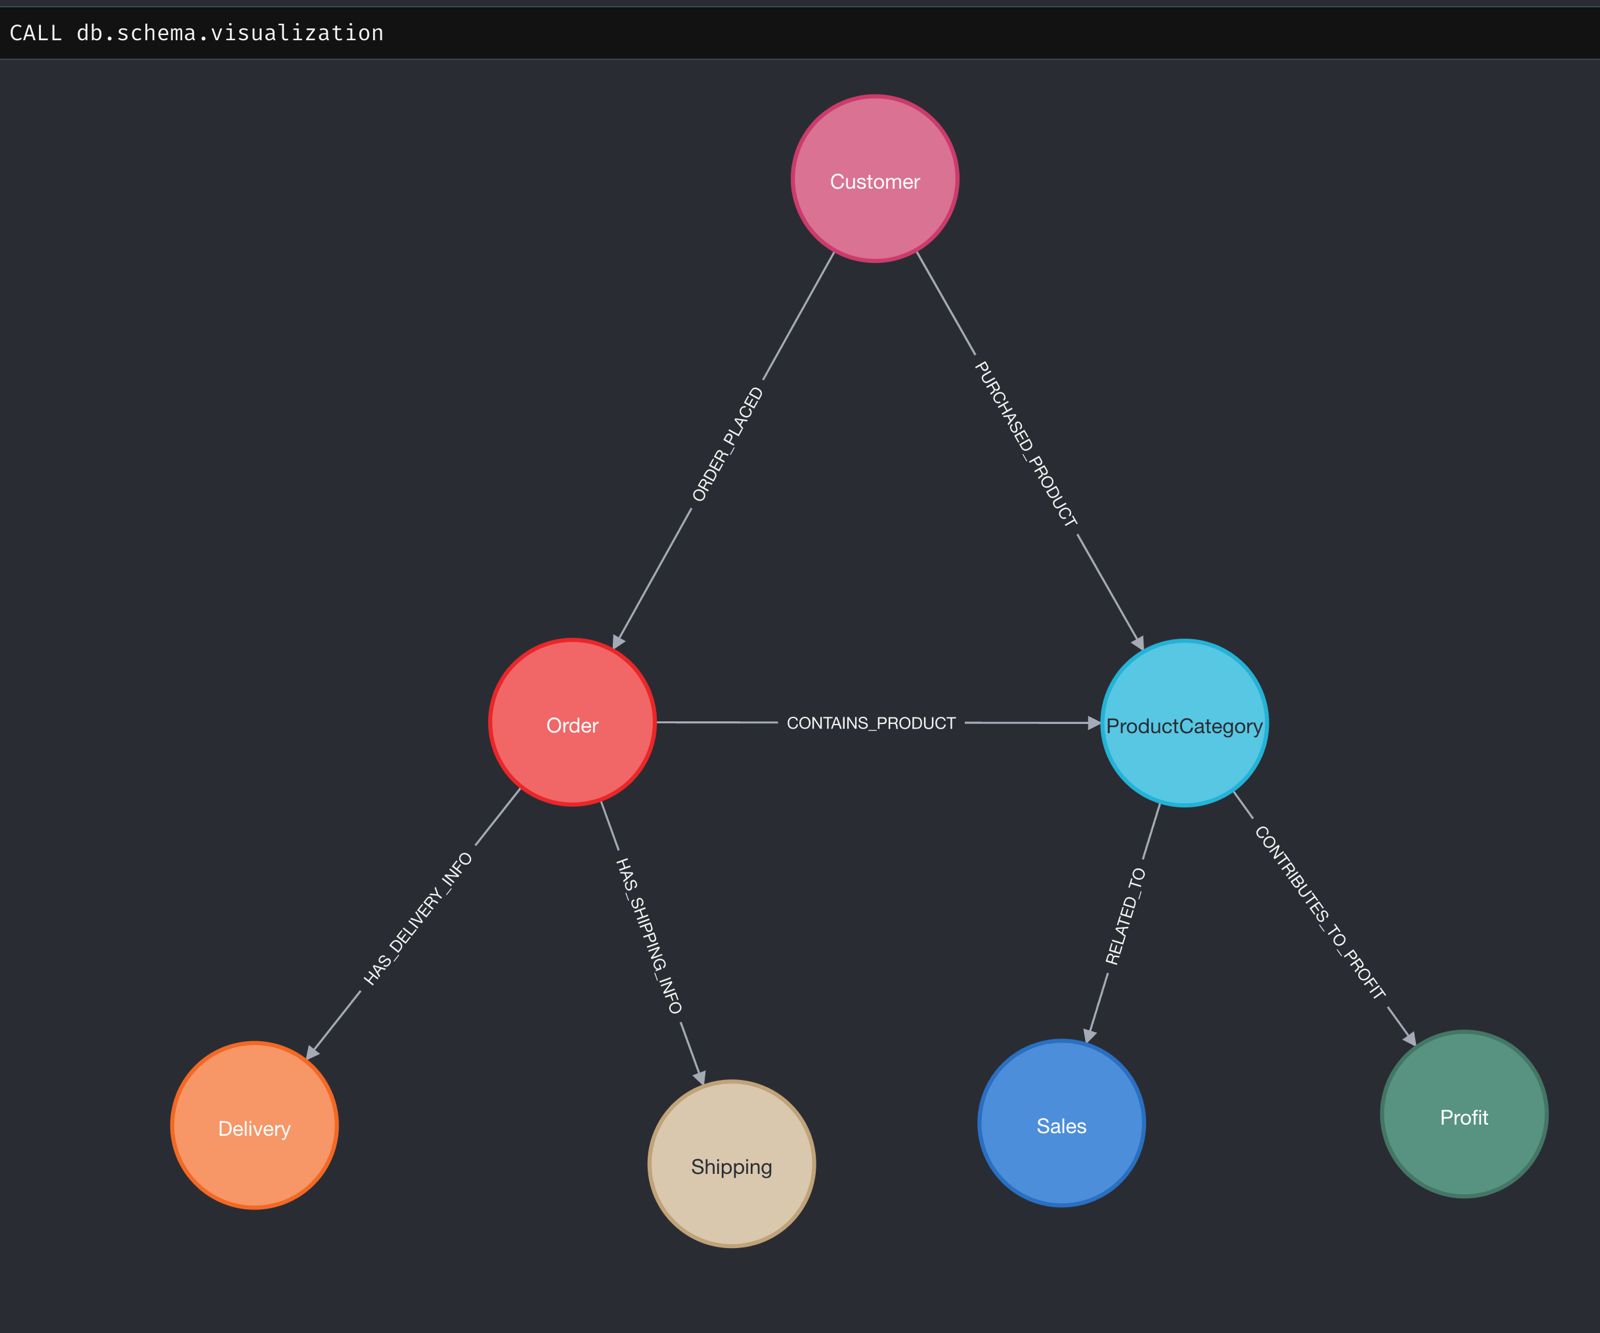 CALL db.schema.visualization
Customer
ORDER_PLACED
PURCHASED_PRODUCT
Order
CONTAINS_PRODUCT
ProductCategory
HAS_DELIVERY_INFO
HAS_SHIPPING_INFO
RELATED_TO
CONTRIBUTES_TO_PROFIT
Delivery
Shipping
Sales
Profit